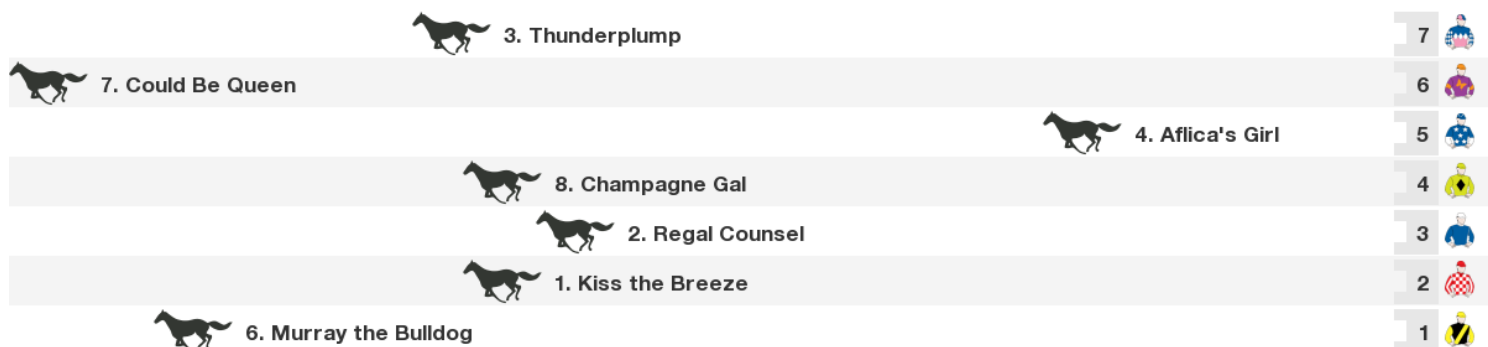 3. Thunderplump 7
7. Could Be Queen 6
4. Aflica's Girl 5
8. Champagne Gal 4
2. Regal Counsel 3
1. Kiss the Breeze 2
6. Murray the Bulldog 1